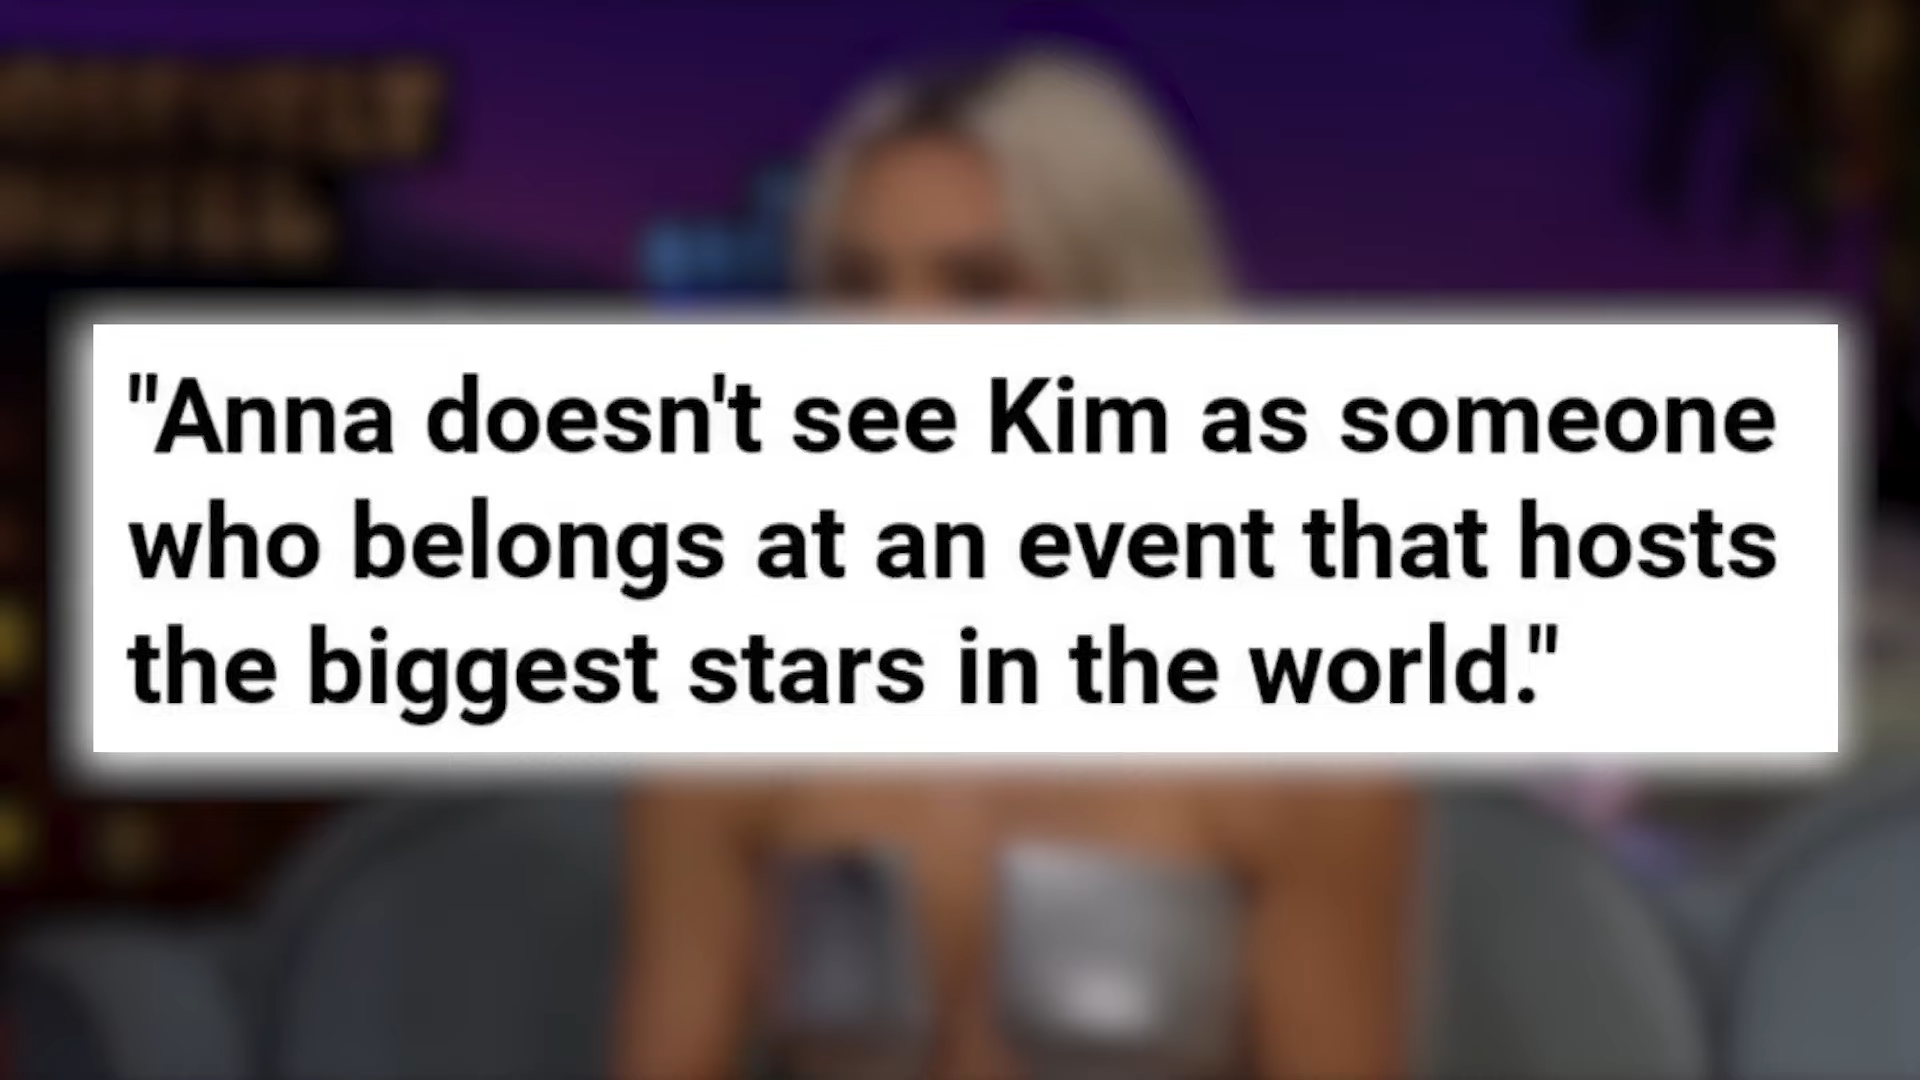 "Anna doesn't see Kim as someone
who belongs at an event that hosts
the biggest stars in the world."